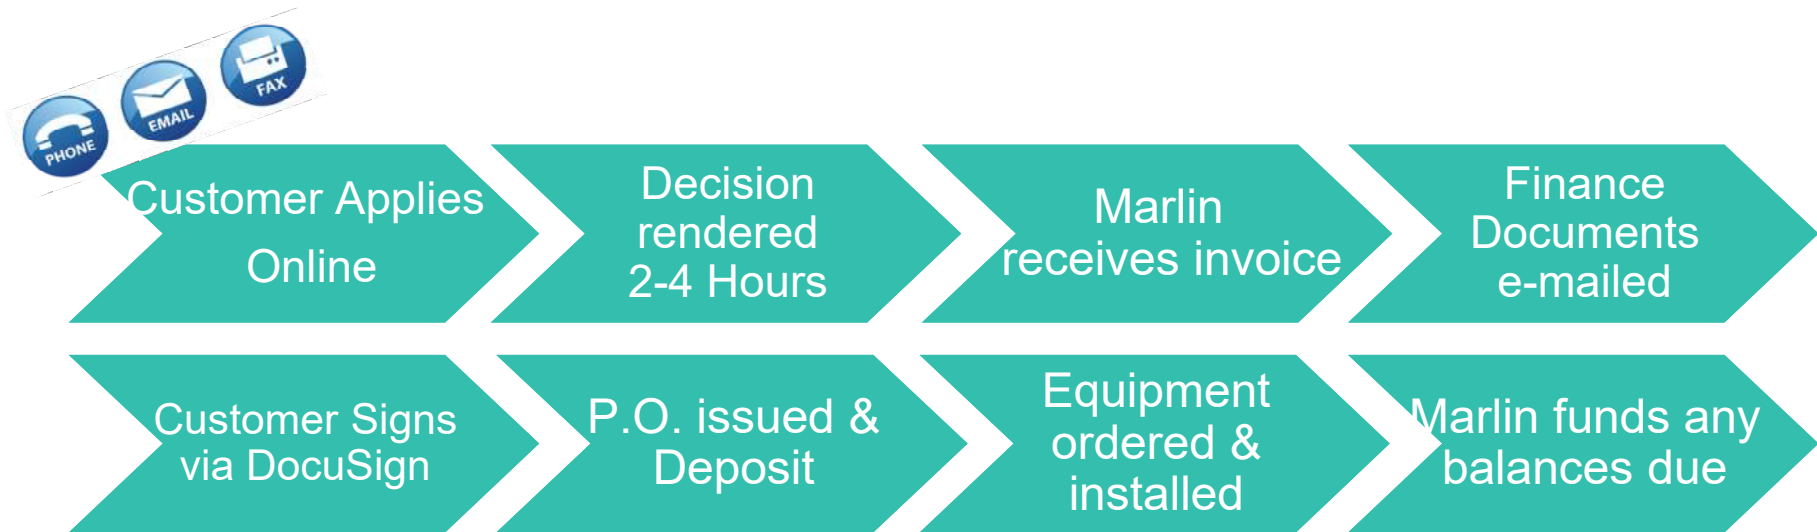 PHONE
EMAIL
FAX
Customer Applies
Online
Decision
rendered
2-4 Hours
Marlin
receives invoice
Finance
Documents
e-mailed
Customer Signs
via DocuSign
P.O. issued &
Deposit
Equipment
ordered &
installed
Marlin funds any
balances due